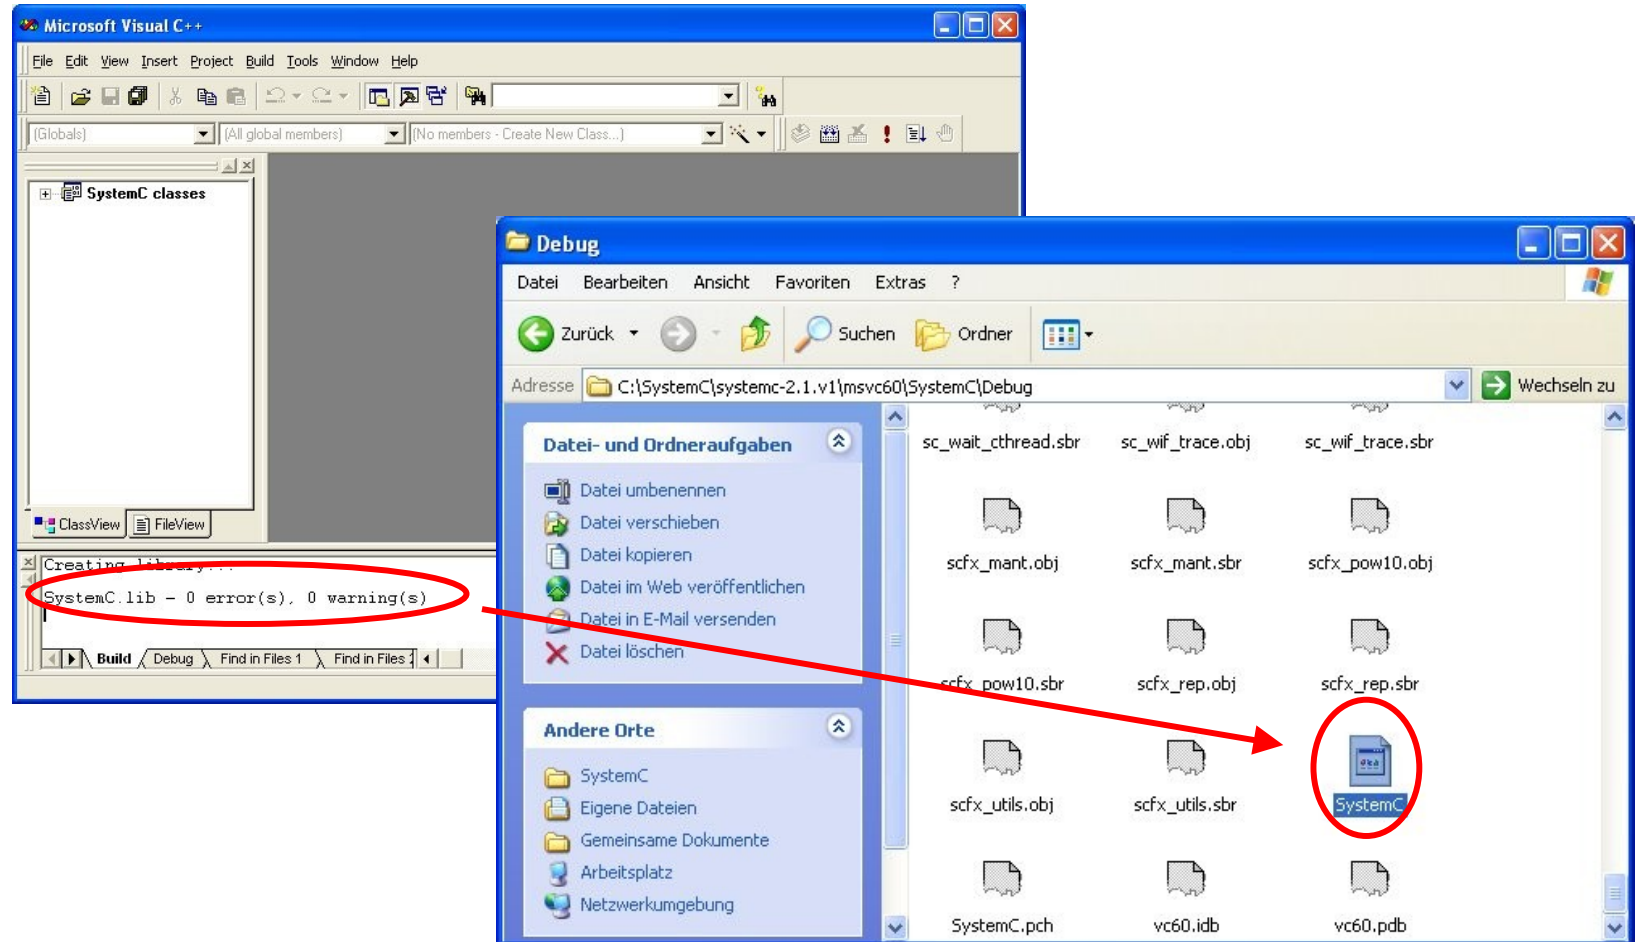 Microsoft Visual C++
File Edit View Insert Project Build Tools Window Help
(Globals) (All global members) (No members - Create New Class...)
SystemC classes
ClassView FileView
Creating library...
SystemC.lib - 0 error(s), 0 warning(s)
Build Debug Find in Files 1 Find in Files
Debug
Datei Bearbeiten Ansicht Favoriten Extras ?
Zurück Suchen Ordner
Adresse C:\SystemC\systemc-2.1.v1\msvc60\SystemC\Debug Wechseln zu
Datei- und Ordneraufgaben
Datei umbenennen
Datei verschieben
Datei kopieren
Datei im Web veröffentlichen
Datei in E-Mail versenden
Datei löschen
Andere Orte
SystemC
Eigene Dateien
Gemeinsame Dokumente
Arbeitsplatz
Netzwerkumgebung
sc_wait_cthread.sbr sc_wif_trace.obj sc_wif_trace.sbr
scfx_mant.obj scfx_mant.sbr scfx_pow10.obj
scfx_pow10.sbr scfx_rep.obj scfx_rep.sbr
scfx_utils.obj scfx_utils.sbr SystemC
SystemC.pch vc60.idb vc60.pdb